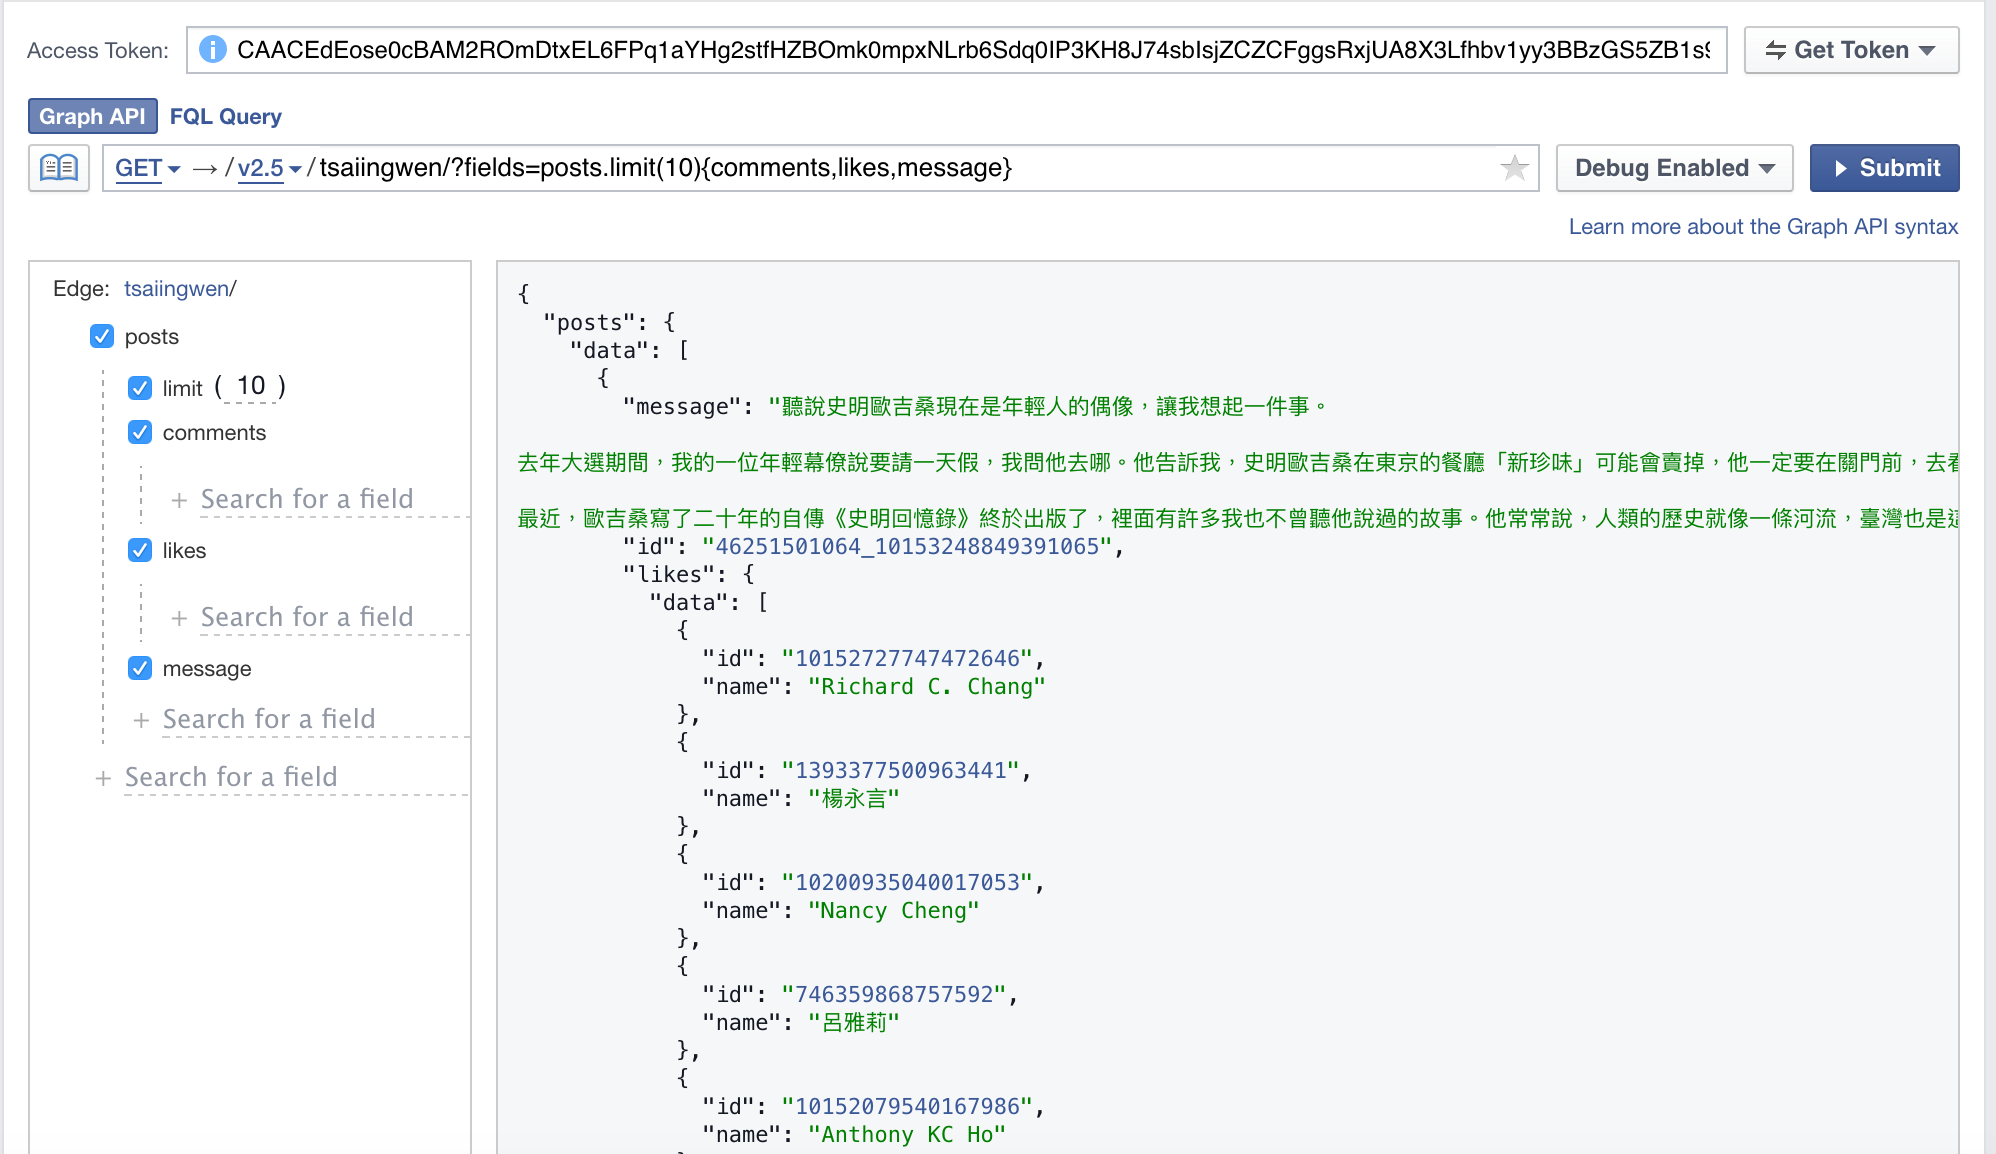 Access Token: CAACEdEose0cBAM2ROmDtxEL6FPq1aYHg2stfHZBOmk0mpxNLrb6Sdq0IP3KH8J74sbIsjZCZCFggsRxjUA8X3Lfhbv1yy3BBzGS5ZB1s9 Get Token
Graph API FQL Query
GET → / v2.5 / tsaiingwen/?fields=posts.limit(10){comments,likes,message} Debug Enabled Submit
Learn more about the Graph API syntax
Edge: tsaiingwen/
posts
limit ( 10 )
comments
+ Search for a field
likes
+ Search for a field
message
+ Search for a field
+ Search for a field
{
"posts": {
"data": [
{
"message": "聽說史明歐吉桑現在是年輕人的偶像，讓我想起一件事。
去年大選期間，我的一位年輕幕僚說要請一天假，我問他去哪。他告訴我，史明歐吉桑在東京的餐廳「新珍味」可能會賣掉，他一定要在關門前，去看
最近，歐吉桑寫了二十年的自傳《史明回憶錄》終於出版了，裡面有許多我也不曾聽他說過的故事。他常常說，人類的歷史就像一條河流，臺灣也是這
"id": "46251501064_10153248849391065",
"likes": {
"data": [
{
"id": "10152727747472646",
"name": "Richard C. Chang"
},
{
"id": "1393377500963441",
"name": "楊永言"
},
{
"id": "10200935040017053",
"name": "Nancy Cheng"
},
{
"id": "746359868757592",
"name": "呂雅莉"
},
{
"id": "10152079540167986",
"name": "Anthony KC Ho"